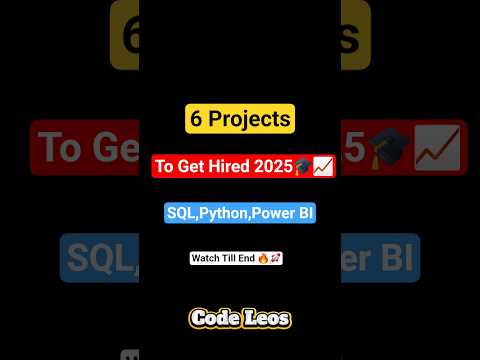 6 Projects
To Get Hired 2025🎓📈
SQL,Python,Power BI
Watch Till End 🔥🚀
Code Leos